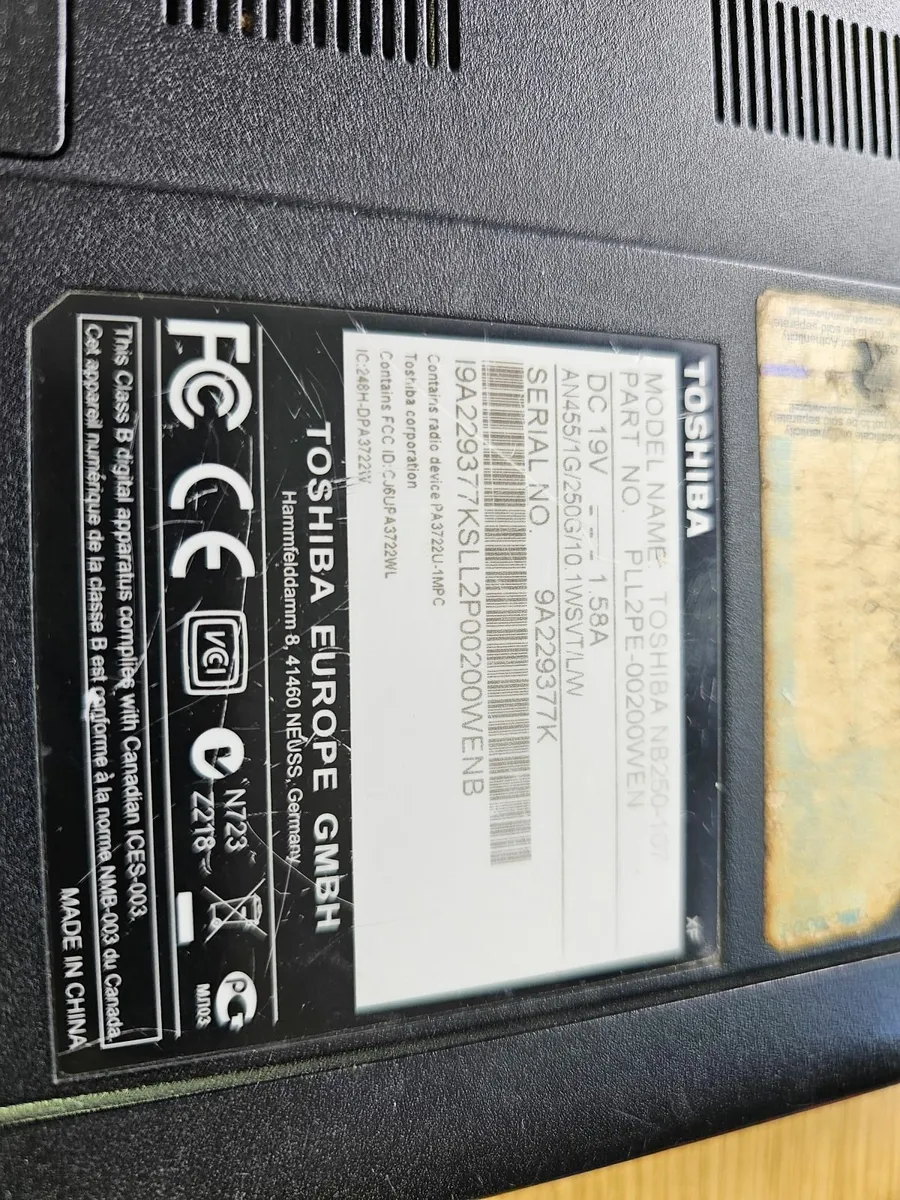 TOSHIBA
MODEL NAME TOSHIBA NB250-107
PART NO. PLL2PE-00200WEN
DC 19V 1.58A
AN455/1G/250G/10.1WSVT/L/W
SERIAL NO. 9A229377K
I9A229377KSLL2P00200WENB
Contains radio device PA3722U-1MPC
Toshiba corporation
Contains FCC ID:CJ6UPA3722WL
IC:248H-DPA3722W
TOSHIBA EUROPE GMBH
Hammfelddamm 8, 41460 NEUSS, Germany
FC CE VCI N723 Z218 PC МЛ03
This Class B digital apparatus complies with Canadian ICES-003.
Cet appareil numérique de la classe B est conforme à la norme NMB-003 du Canada.
MADE IN CHINA